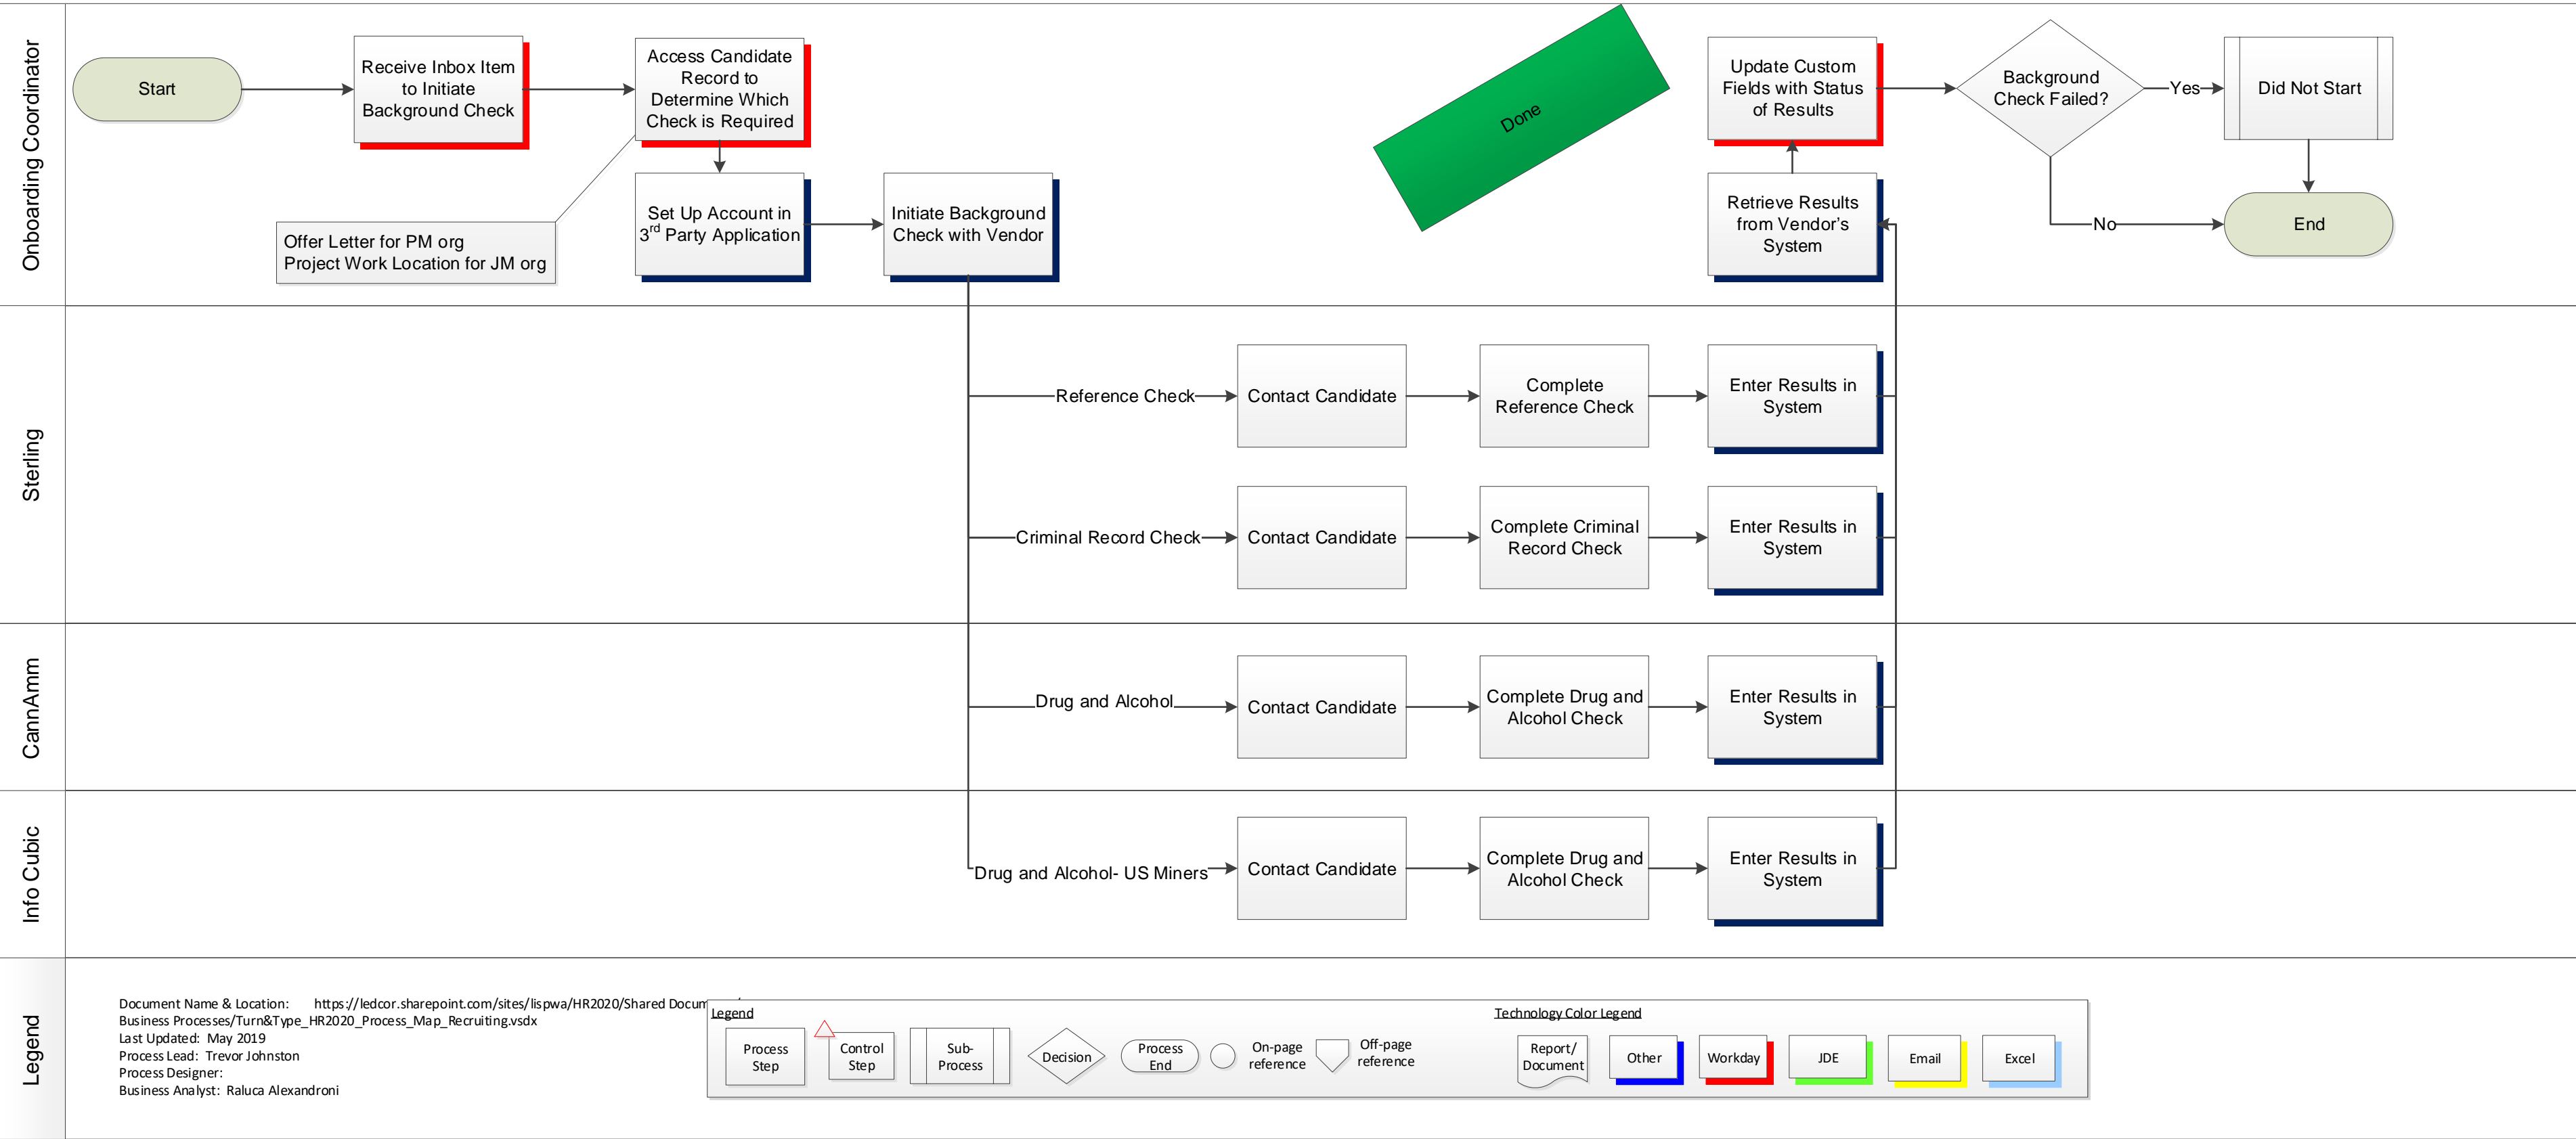 Onboarding Coordinator
Start
Receive Inbox Item
to Initiate
Background Check
Access Candidate
Record to
Determine Which
Check is Required
Offer Letter for PM org
Project Work Location for JM org
Set Up Account in
3rd Party Application
Initiate Background
Check with Vendor
Done
Update Custom
Fields with Status
of Results
Retrieve Results
from Vendor's
System
Background
Check Failed?
Yes
No
Did Not Start
End
Sterling
Reference Check
Contact Candidate
Complete
Reference Check
Enter Results in
System
Criminal Record Check
Contact Candidate
Complete Criminal
Record Check
Enter Results in
System
CannAmm
Drug and Alcohol
Contact Candidate
Complete Drug and
Alcohol Check
Enter Results in
System
Info Cubic
Drug and Alcohol- US Miners
Contact Candidate
Complete Drug and
Alcohol Check
Enter Results in
System
Legend
Document Name & Location: https://ledcor.sharepoint.com/sites/lispwa/HR2020/Shared
Business Processes/Turn&Type_HR2020_Process_Map_Recruiting.vsdx
Last Updated: May 2019
Process Lead: Trevor Johnston
Process Designer:
Business Analyst: Raluca Alexandroni
Legend
Process
Step
Control
Step
Sub-
Process
Decision
Process
End
On-page
reference
Off-page
reference
Technology Color Legend
Report/
Document
Other
Workday
JDE
Email
Excel